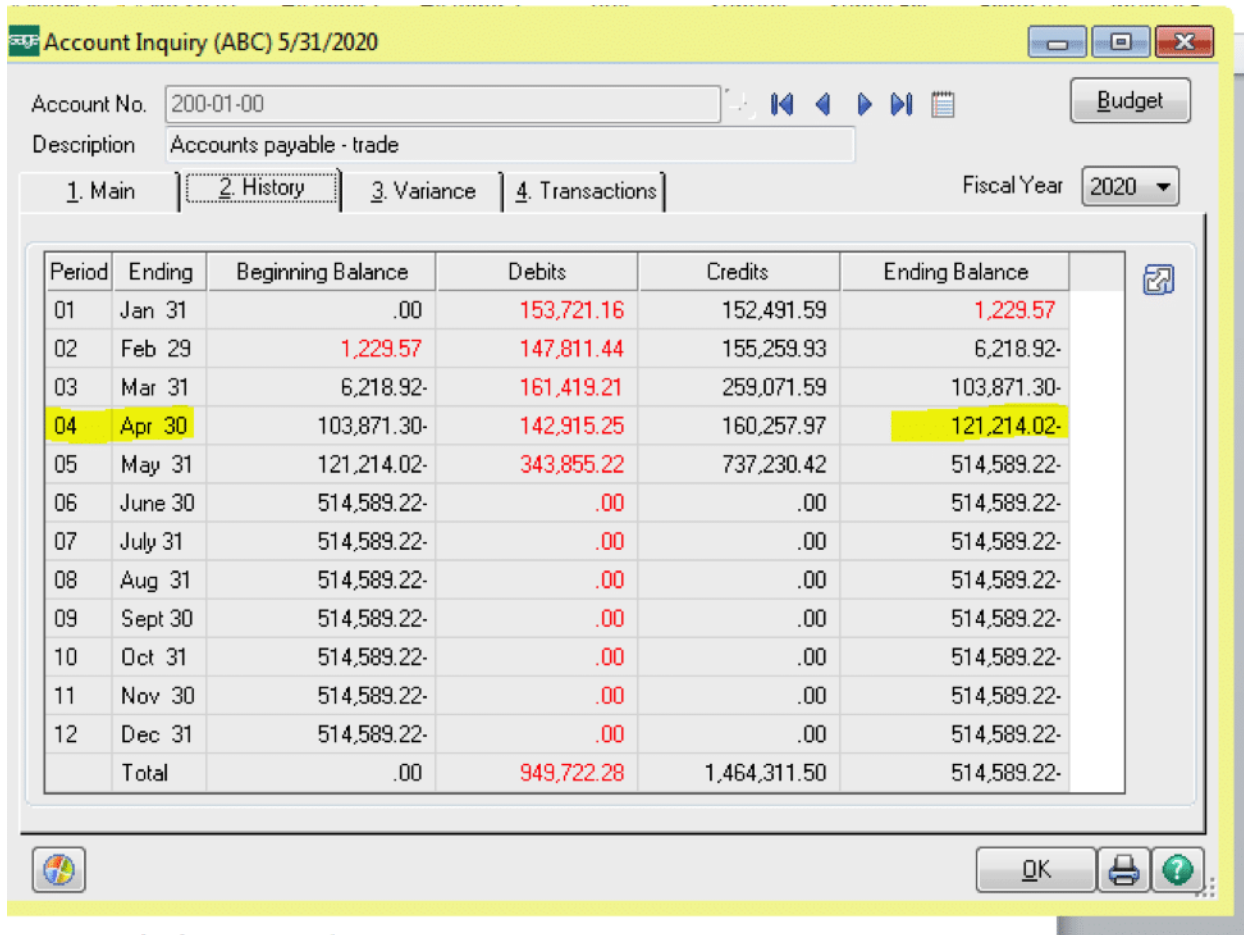 sage Account Inquiry (ABC) 5/31/2020
Account No. 200-01-00 Budget
Description Accounts payable - trade
1. Main 2. History 3. Variance 4. Transactions Fiscal Year 2020
Period Ending Beginning Balance Debits Credits Ending Balance
01 Jan 31 .00 153,721.16 152,491.59 1,229.57
02 Feb 29 1,229.57 147,811.44 155,259.93 6,218.92-
03 Mar 31 6,218.92- 161,419.21 259,071.59 103,871.30-
04 Apr 30 103,871.30- 142,915.25 160,257.97 121,214.02-
05 May 31 121,214.02- 343,855.22 737,230.42 514,589.22-
06 June 30 514,589.22- .00 .00 514,589.22-
07 July 31 514,589.22- .00 .00 514,589.22-
08 Aug 31 514,589.22- .00 .00 514,589.22-
09 Sept 30 514,589.22- .00 .00 514,589.22-
10 Oct 31 514,589.22- .00 .00 514,589.22-
11 Nov 30 514,589.22- .00 .00 514,589.22-
12 Dec 31 514,589.22- .00 .00 514,589.22-
Total .00 949,722.28 1,464,311.50 514,589.22-
OK